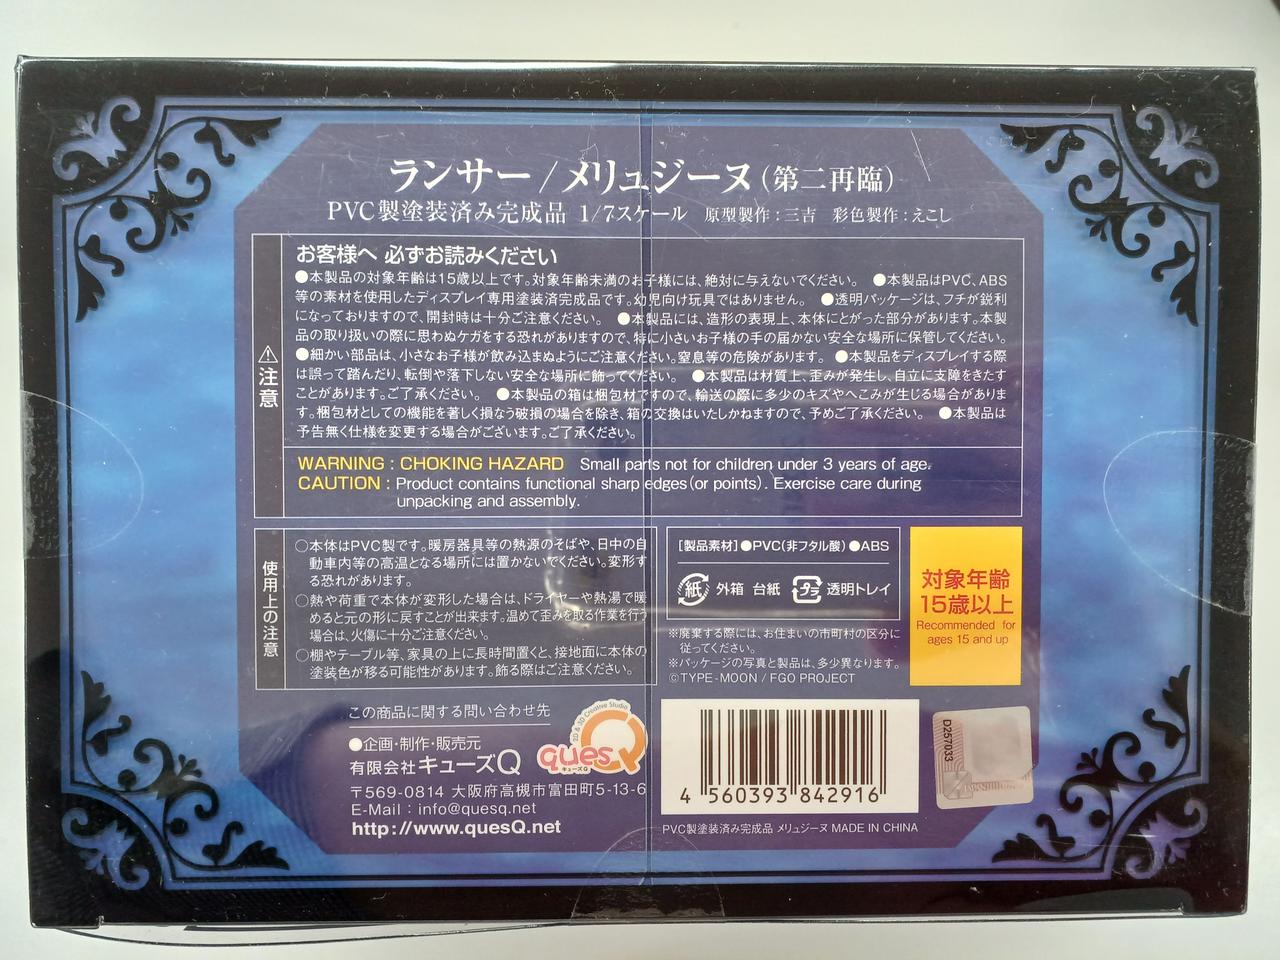 ランサー/メリュジーヌ(第二再臨)
PVC製塗装済み完成品 1/7スケール 原型製作:三吉 彩色製作:えこし
⚠注意
お客様へ 必ずお読みください
●本製品の対象年齢は15歳以上です。対象年齢未満のお子様には、絶対に与えないでください。 ●本製品はPVC、ABS
等の素材を使用したディスプレイ専用塗装済完成品です。幼児向け玩具ではありません。 ●透明パッケージは、フチが鋭利
になっておりますので、開封時は十分ご注意ください。 ●本製品には、造形の表現上、本体にとがった部分があります。本製
品の取り扱いの際に思わぬケガをする恐れがありますので、特に小さいお子様の手の届かない安全な場所に保管してください。
●細かい部品は、小さなお子様が飲み込まぬようにご注意ください。窒息等の危険があります。 ●本製品をディスプレイする際
は誤って踏んだり、転倒や落下しない安全な場所に飾ってください。 ●本製品は材質上、歪みが発生し、自立に支障をきたす
ことがあります。ご了承ください。 ●本製品の箱は梱包材ですので、輸送の際に多少のキズやへこみが生じる場合がありま
す。梱包材としての機能を著しく損なう破損の場合を除き、箱の交換はいたしかねますので、予めご了承ください。 ●本製品は
予告無く仕様を変更する場合がございます。ご了承ください。
WARNING : CHOKING HAZARD Small parts not for children under 3 years of age.
CAUTION : Product contains functional sharp edges (or points). Exercise care during
unpacking and assembly.
使用上の注意
○本体はPVC製です。暖房器具等の熱源のそばや、日中の自
動車内等の高温となる場所には置かないでください。変形す
る恐れがあります。
○熱や荷重で本体が変形した場合は、ドライヤーや熱湯で暖
めると元の形に戻すことが出来ます。温めて歪みを取る作業を行う
場合は、火傷に十分ご注意ください。
○棚やテーブル等、家具の上に長時間置くと、接地面に本体の
塗装色が移る可能性があります。飾る際はご注意ください。
[製品素材] ●PVC(非フタル酸) ●ABS
紙 外箱 台紙 プラ 透明トレイ
※廃棄する際には、お住まいの市町村の区分に
従ってください。
※パッケージの写真と製品は、多少異なります。
©TYPE-MOON / FGO PROJECT
対象年齢
15歳以上
Recommended for
ages 15 and up
この商品に関する問い合わせ先
●企画・制作・販売元
有限会社キューズQ
〒569-0814 大阪府高槻市富田町5-13-6
E-Mail : info@quesq.net
http://www.quesQ.net
2D & 3D Creative Studio
quesQ
キューズQ
4 560393 842916
PVC製塗装済み完成品 メリュジーヌ MADE IN CHINA
D257033